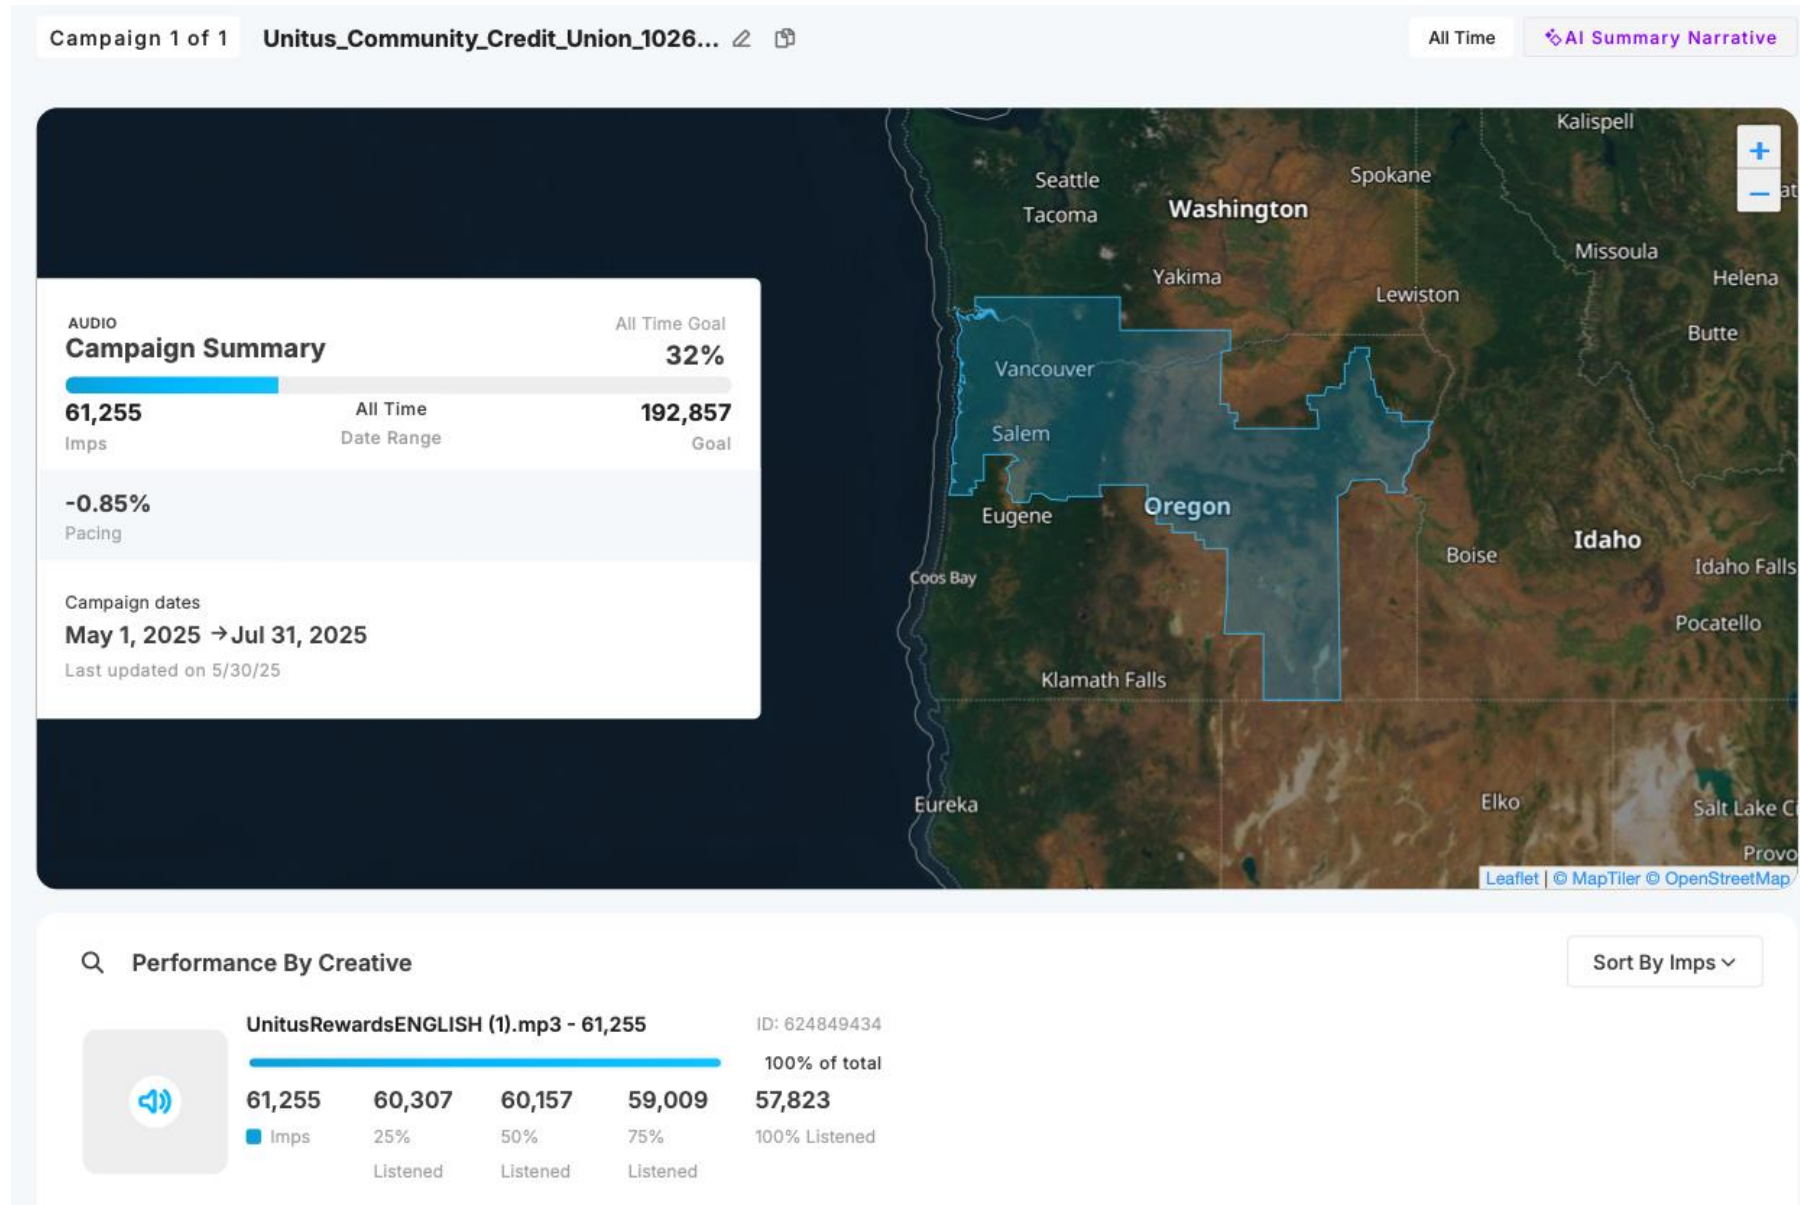 Campaign 1 of 1
Unitus_Community_Credit_Union_1026...
All Time
AI Summary Narrative
Kalispell
Seattle
Spokane
Tacoma
Washington
Missoula
Yakima
Helena
Lewiston
Butte
Vancouver
Salem
Eugene
Oregon
Idaho
Boise
Idaho Falls
Coos Bay
Pocatello
Klamath Falls
Eureka
Elko
Salt Lake Ci
Provo
+
−
Leaflet | © MapTiler © OpenStreetMap
AUDIO
Campaign Summary
All Time Goal
32%
61,255
Imps
All Time
Date Range
192,857
Goal
-0.85%
Pacing
Campaign dates
May 1, 2025 → Jul 31, 2025
Last updated on 5/30/25
Performance By Creative
Sort By Imps
UnitusRewardsENGLISH (1).mp3 - 61,255
ID: 624849434
100% of total
61,255
Imps
60,307
25%
Listened
60,157
50%
Listened
59,009
75%
Listened
57,823
100% Listened